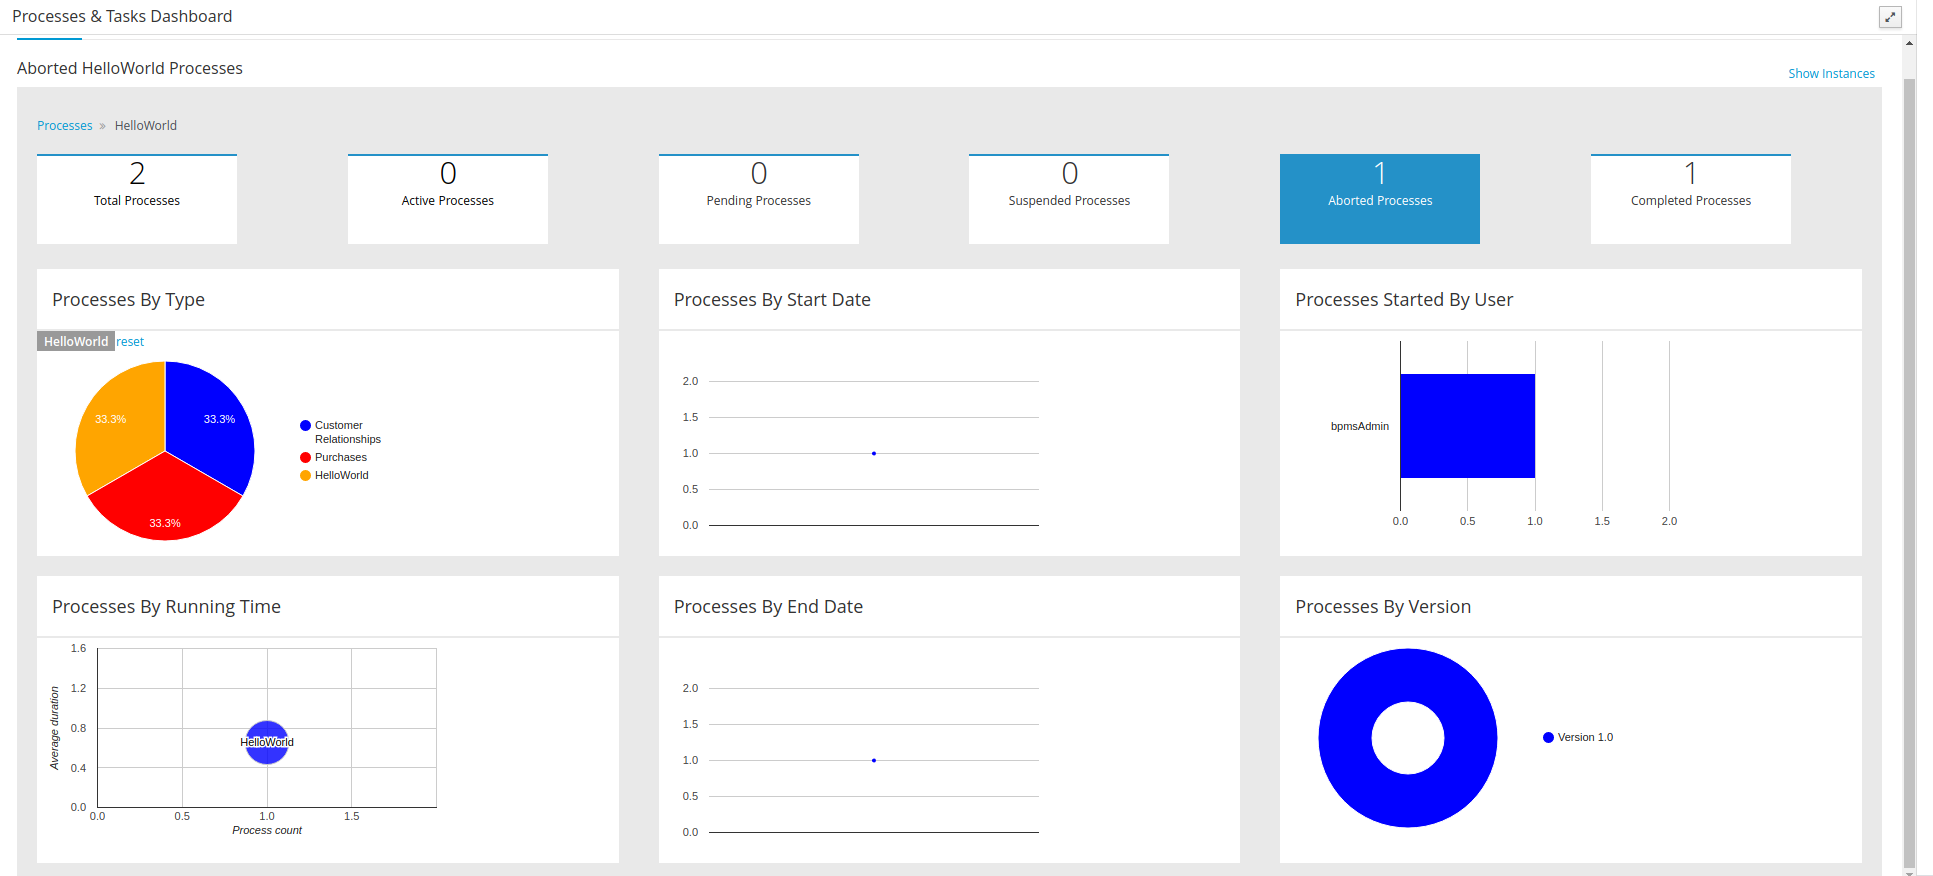 Processes & Tasks Dashboard
Aborted HelloWorld Processes
Show Instances
Processes » HelloWorld
2
Total Processes
0
Active Processes
0
Pending Processes
0
Suspended Processes
1
Aborted Processes
1
Completed Processes
Processes By Type
HelloWorld reset
33.3%
33.3%
33.3%
Customer
Relationships
Purchases
HelloWorld
Processes By Start Date
2.0
1.5
1.0
0.5
0.0
Processes Started By User
bpmsAdmin
0.0 0.5 1.0 1.5 2.0
Processes By Running Time
Average duration
1.6
1.2
0.8
0.4
0.0
HelloWorld
0.0 0.5 1.0 1.5
Process count
Processes By End Date
2.0
1.5
1.0
0.5
0.0
Processes By Version
Version 1.0